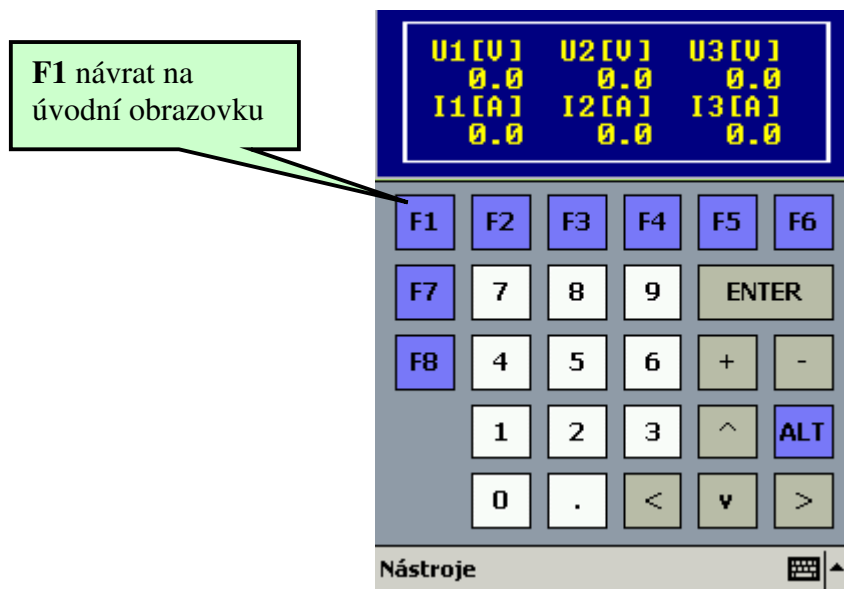 F1 návrat na
úvodní obrazovku
U1[V] U2[V] U3[V]
0.0 0.0 0.0
I1[A] I2[A] I3[A]
0.0 0.0 0.0
F1 F2 F3 F4 F5 F6
F7 7 8 9 ENTER
F8 4 5 6 + -
1 2 3 ^ ALT
0 . < v >
Nástroje